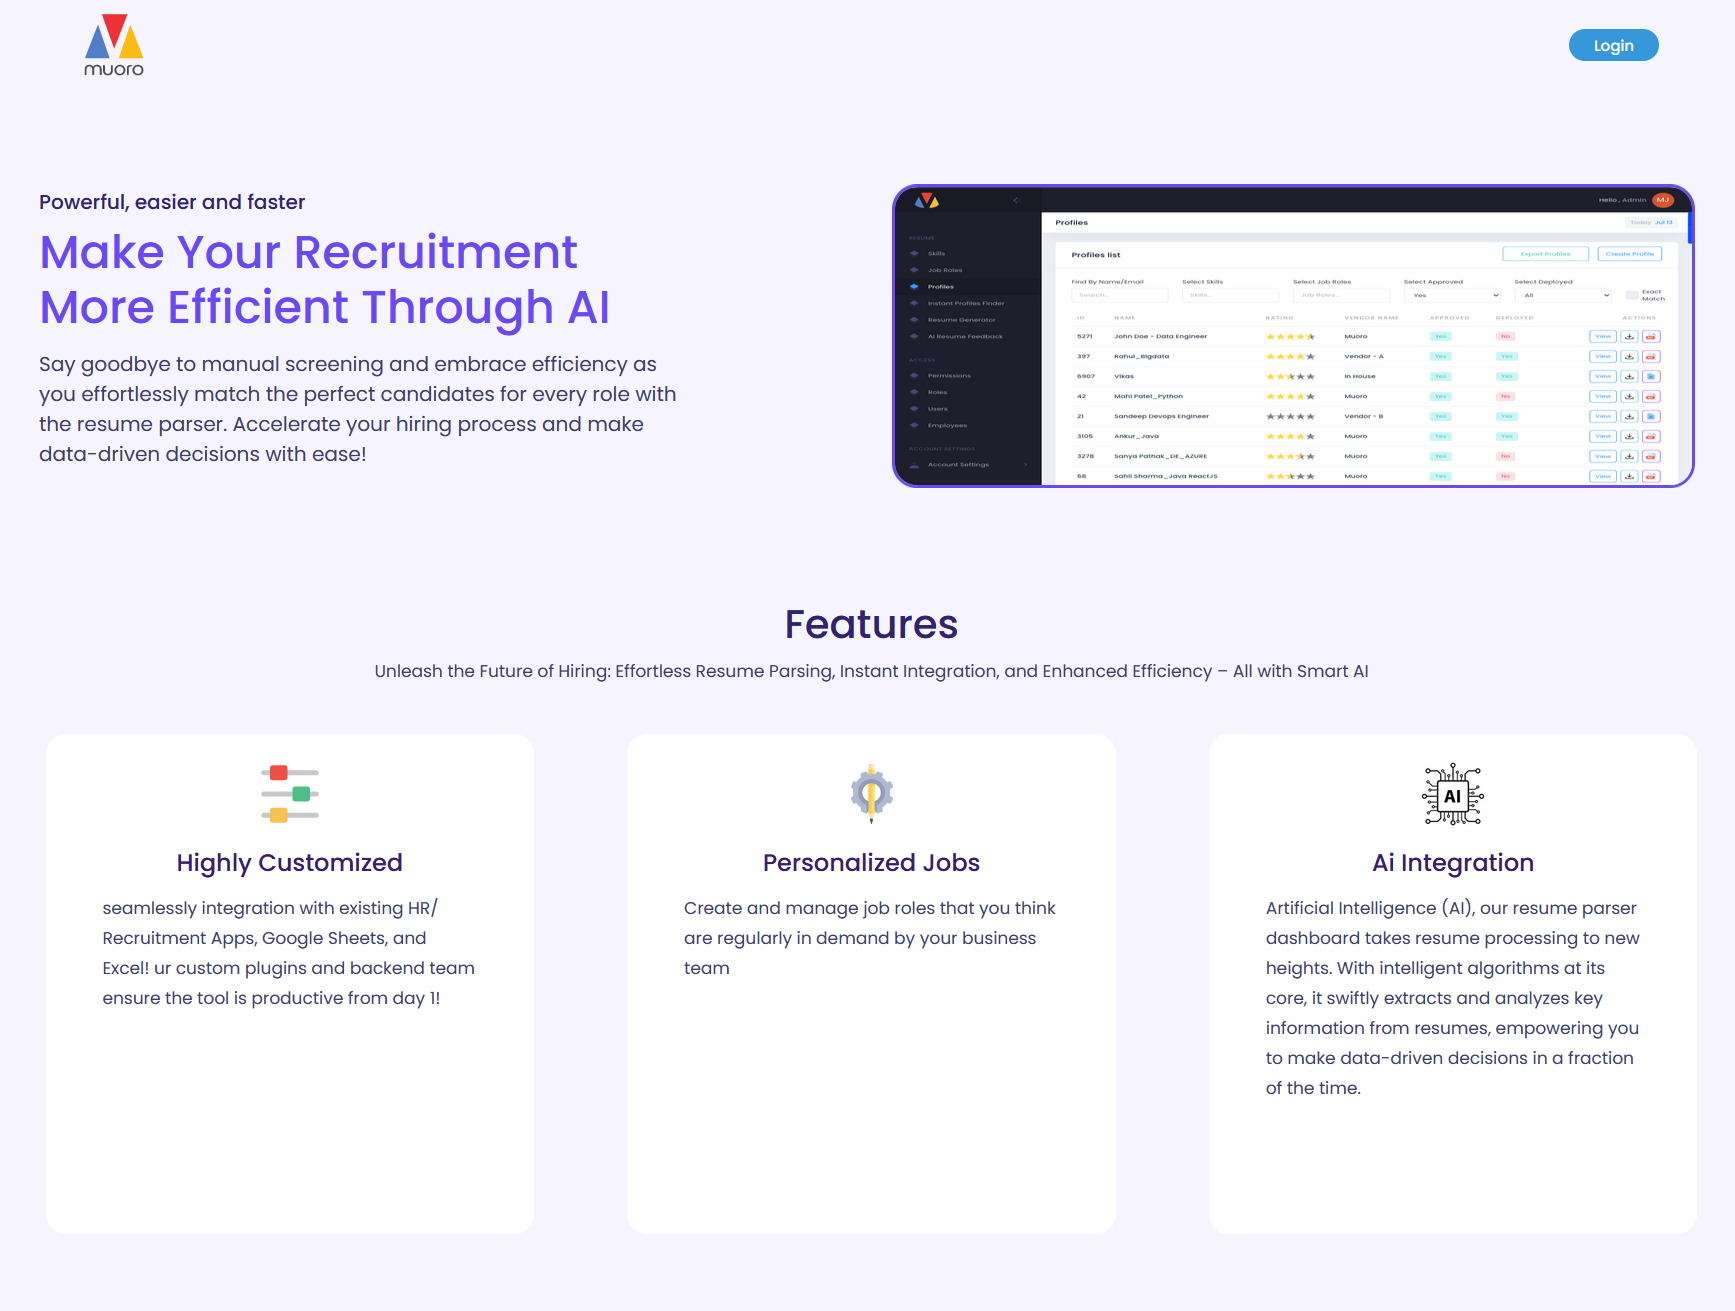 muoro
Login
Powerful, easier and faster
Make Your Recruitment
More Efficient Through AI
Say goodbye to manual screening and embrace efficiency as
you effortlessly match the perfect candidates for every role with
the resume parser. Accelerate your hiring process and make
data-driven decisions with ease!
Hello , Admin MJ
Profiles Today Jul 13
RESUME
Skills
Job Roles
Profiles
Instant Profiles Finder
Resume Generator
AI Resume Feedback
ACCESS
Permissions
Roles
Users
Employees
ACCOUNT SETTINGS
Account Settings
Profiles list Export Profiles Create Profile
Find By Name/Email Select Skills Select Job Roles Select Approved Select Deployed Exact Match
Search... Skills... Job Roles... Yes All
ID NAME RATING VENDOR NAME APPROVED DEPLOYED ACTIONS
5271 John Doe - Data Engineer Muoro Yes No View
397 Rahul_Bigdata Vendor - A Yes Yes View
6907 Vikas In House Yes Yes View
42 Mahi Patel_Python Muoro Yes No View
21 Sandeep Devops Engineer Vendor - B Yes Yes View
3106 Ankur_Java Muoro Yes Yes View
3278 Sanya Pathak_DE_AZURE Muoro Yes No View
68 Sahil Sharma_Java ReactJS Muoro Yes No View
Features
Unleash the Future of Hiring: Effortless Resume Parsing, Instant Integration, and Enhanced Efficiency – All with Smart AI
Highly Customized
seamlessly integration with existing HR/
Recruitment Apps, Google Sheets, and
Excel! ur custom plugins and backend team
ensure the tool is productive from day 1!
Personalized Jobs
Create and manage job roles that you think
are regularly in demand by your business
team
AI
Ai Integration
Artificial Intelligence (AI), our resume parser
dashboard takes resume processing to new
heights. With intelligent algorithms at its
core, it swiftly extracts and analyzes key
information from resumes, empowering you
to make data-driven decisions in a fraction
of the time.